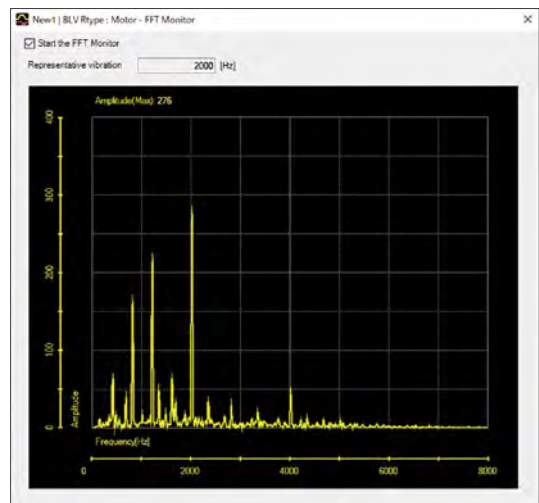 New1 | BLV Rtype : Motor - FFT Monitor
Start the FFT Monitor
Representative vibration 2000 [Hz]
Amplitude(Max) 276
400
300
200
100
0
Amplitude
Frequency[Hz]
0 2000 4000 6000 8000